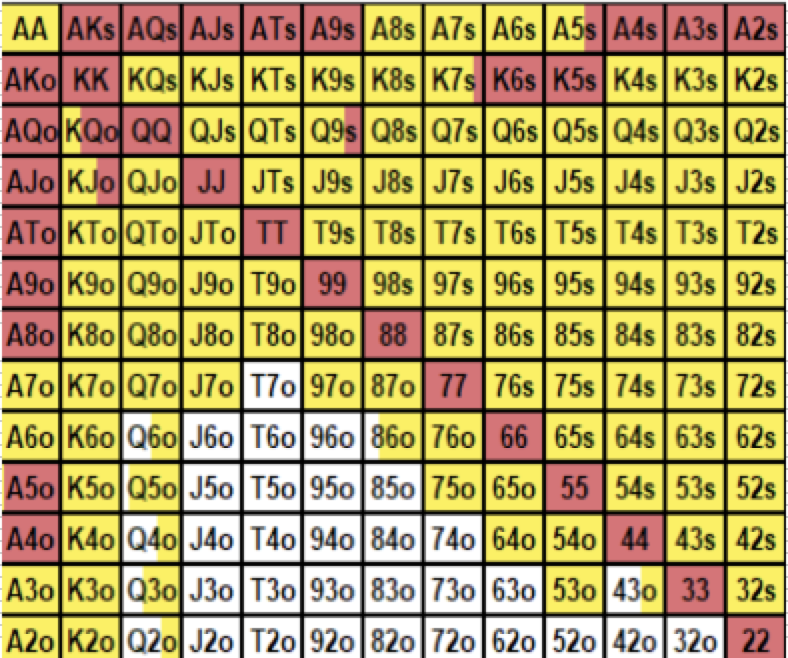 AA AKs AQs AJs ATs A9s A8s A7s A6s A5s A4s A3s A2s
AKo KK KQs KJs KTs K9s K8s K7s K6s K5s K4s K3s K2s
AQo KQo QQ QJs QTs Q9s Q8s Q7s Q6s Q5s Q4s Q3s Q2s
AJo KJo QJo JJ JTs J9s J8s J7s J6s J5s J4s J3s J2s
ATo KTo QTo JTo TT T9s T8s T7s T6s T5s T4s T3s T2s
A9o K9o Q9o J9o T9o 99 98s 97s 96s 95s 94s 93s 92s
A8o K8o Q8o J8o T8o 98o 88 87s 86s 85s 84s 83s 82s
A7o K7o Q7o J7o T7o 97o 87o 77 76s 75s 74s 73s 72s
A6o K6o Q6o J6o T6o 96o 86o 76o 66 65s 64s 63s 62s
A5o K5o Q5o J5o T5o 95o 85o 75o 65o 55 54s 53s 52s
A4o K4o Q4o J4o T4o 94o 84o 74o 64o 54o 44 43s 42s
A3o K3o Q3o J3o T3o 93o 83o 73o 63o 53o 43o 33 32s
A2o K2o Q2o J2o T2o 92o 82o 72o 62o 52o 42o 32o 22